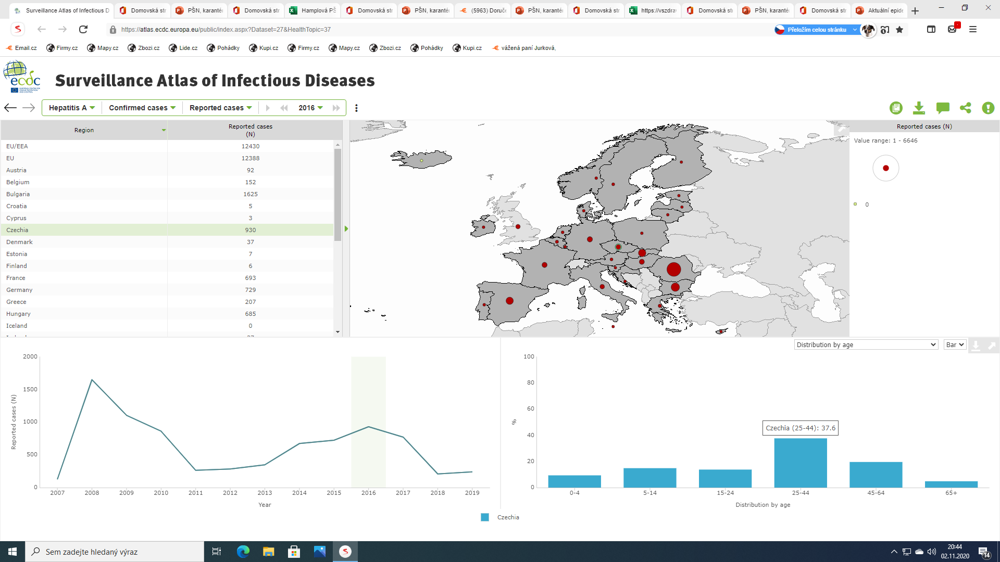 Surveillance Atlas of Infectious D
Domovská str
PŠN, karanté
Domovská str
Hamplová PŠ
Domovská str
PŠN, karanté
(5963) Doruče
PŠN, karanté
Domovská str
https://vszdra
Domovská str
PŠN, karanté
Domovská str
Aktuální epide
https://atlas.ecdc.europa.eu/public/index.aspx?Dataset=27&HealthTopic=37
Přeložím celou stránku
Email.cz Firmy.cz Mapy.cz Zbozi.cz Lide.cz Pohádky Kupi.cz Firmy.cz Mapy.cz Zbozi.cz Pohádky Kupi.cz vážená paní Jurková,
ecdc
Surveillance Atlas of Infectious Diseases
Hepatitis A Confirmed cases Reported cases 2016
Region Reported cases
(N)
EU/EEA 12430
EU 12388
Austria 92
Belgium 152
Bulgaria 1625
Croatia 5
Cyprus 3
Czechia 930
Denmark 37
Estonia 7
Finland 6
France 693
Germany 729
Greece 207
Hungary 685
Iceland 0
Reported cases (N)
Value range: 1 - 6646
0
2000
1500
1000
500
0
Reported cases (N)
2007 2008 2009 2010 2011 2012 2013 2014 2015 2016 2017 2018 2019
Year
Distribution by age Bar
100
80
60
40
20
0
%
Czechia (25-44): 37.6
0-4 5-14 15-24 25-44 45-64 65+
Distribution by age
Czechia
Sem zadejte hledaný výraz
20:44
02.11.2020
14